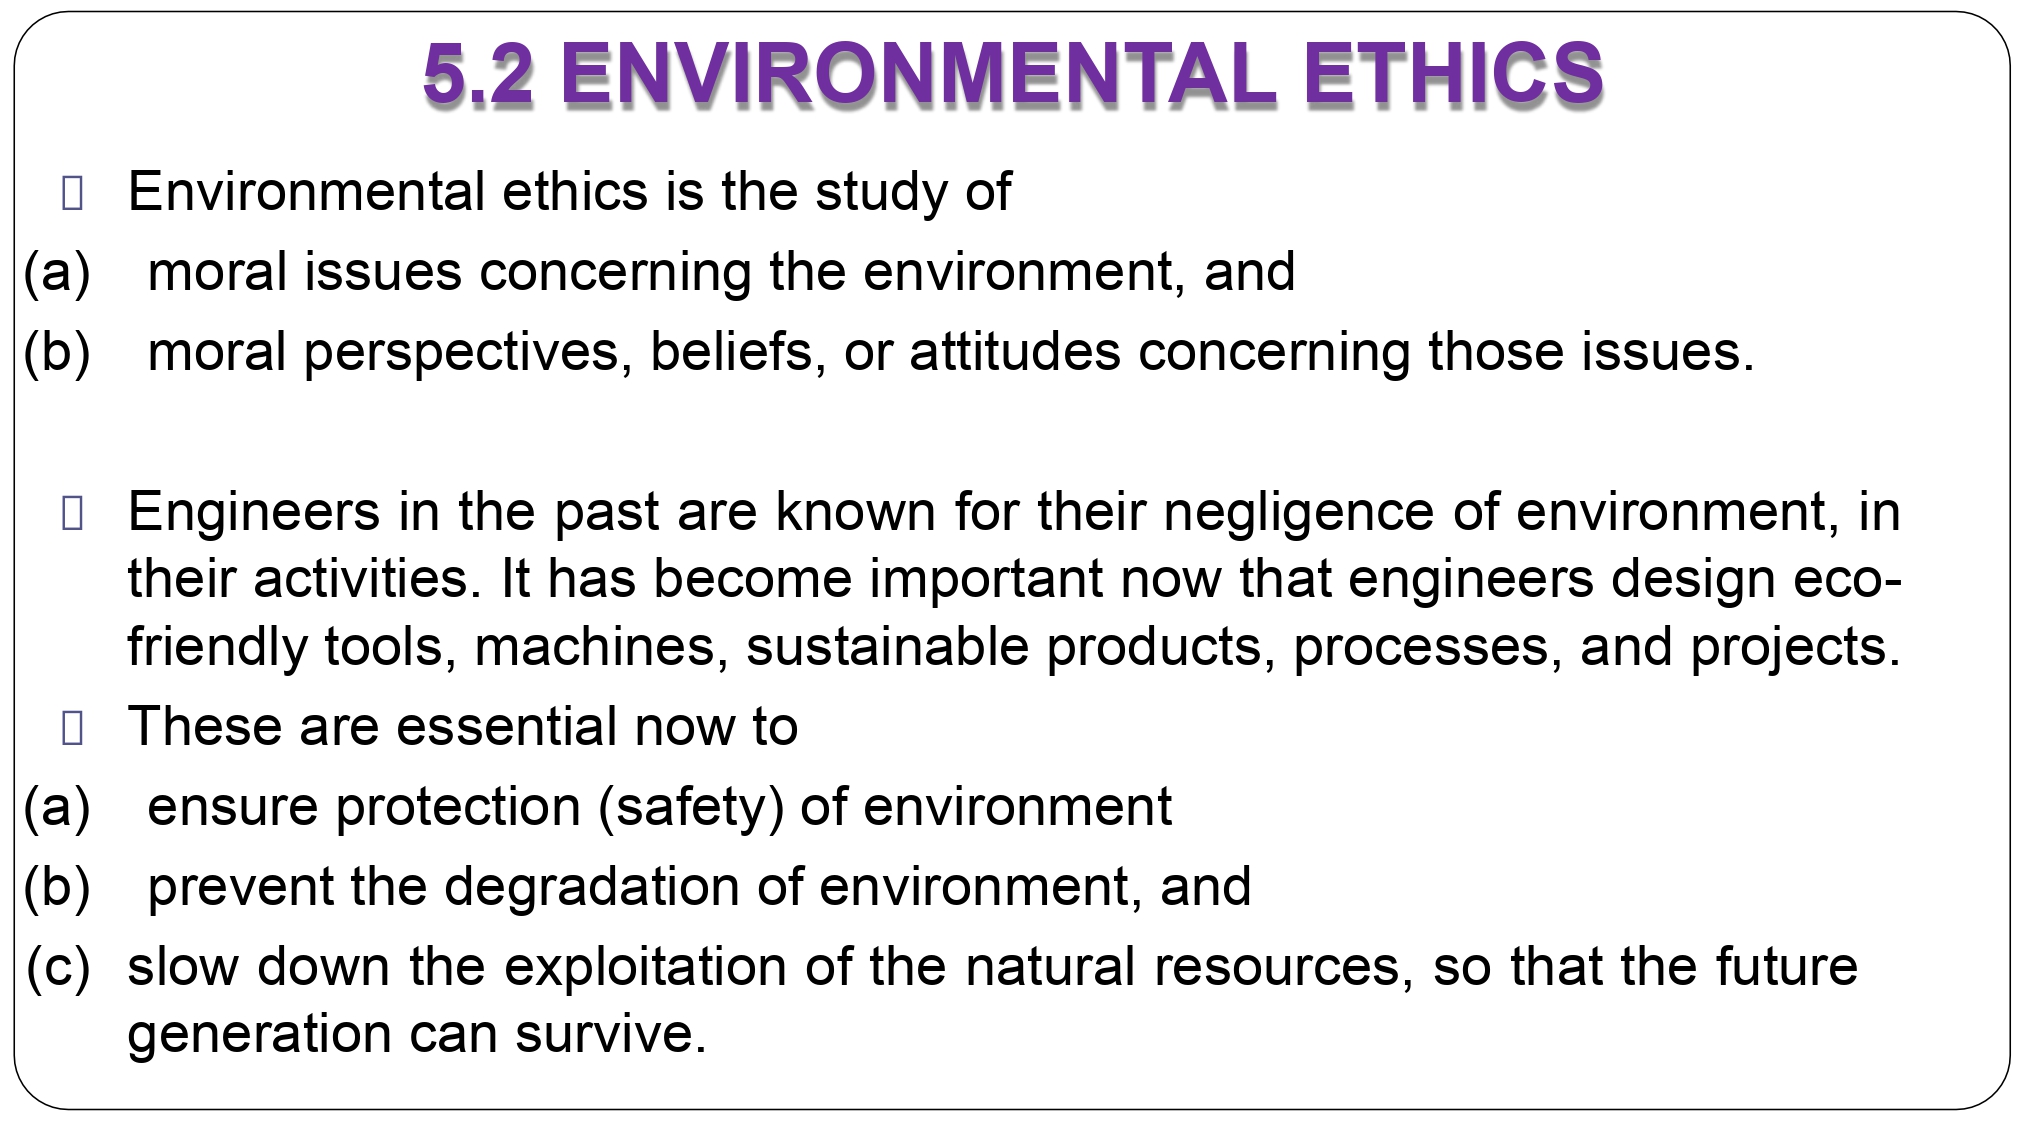 5.2 ENVIRONMENTAL ETHICS
Environmental ethics is the study of
(a) moral issues concerning the environment, and
(b) moral perspectives, beliefs, or attitudes concerning those issues.
Engineers in the past are known for their negligence of environment, in
their activities. It has become important now that engineers design eco-
friendly tools, machines, sustainable products, processes, and projects.
These are essential now to
(a) ensure protection (safety) of environment
(b) prevent the degradation of environment, and
(c) slow down the exploitation of the natural resources, so that the future
generation can survive.